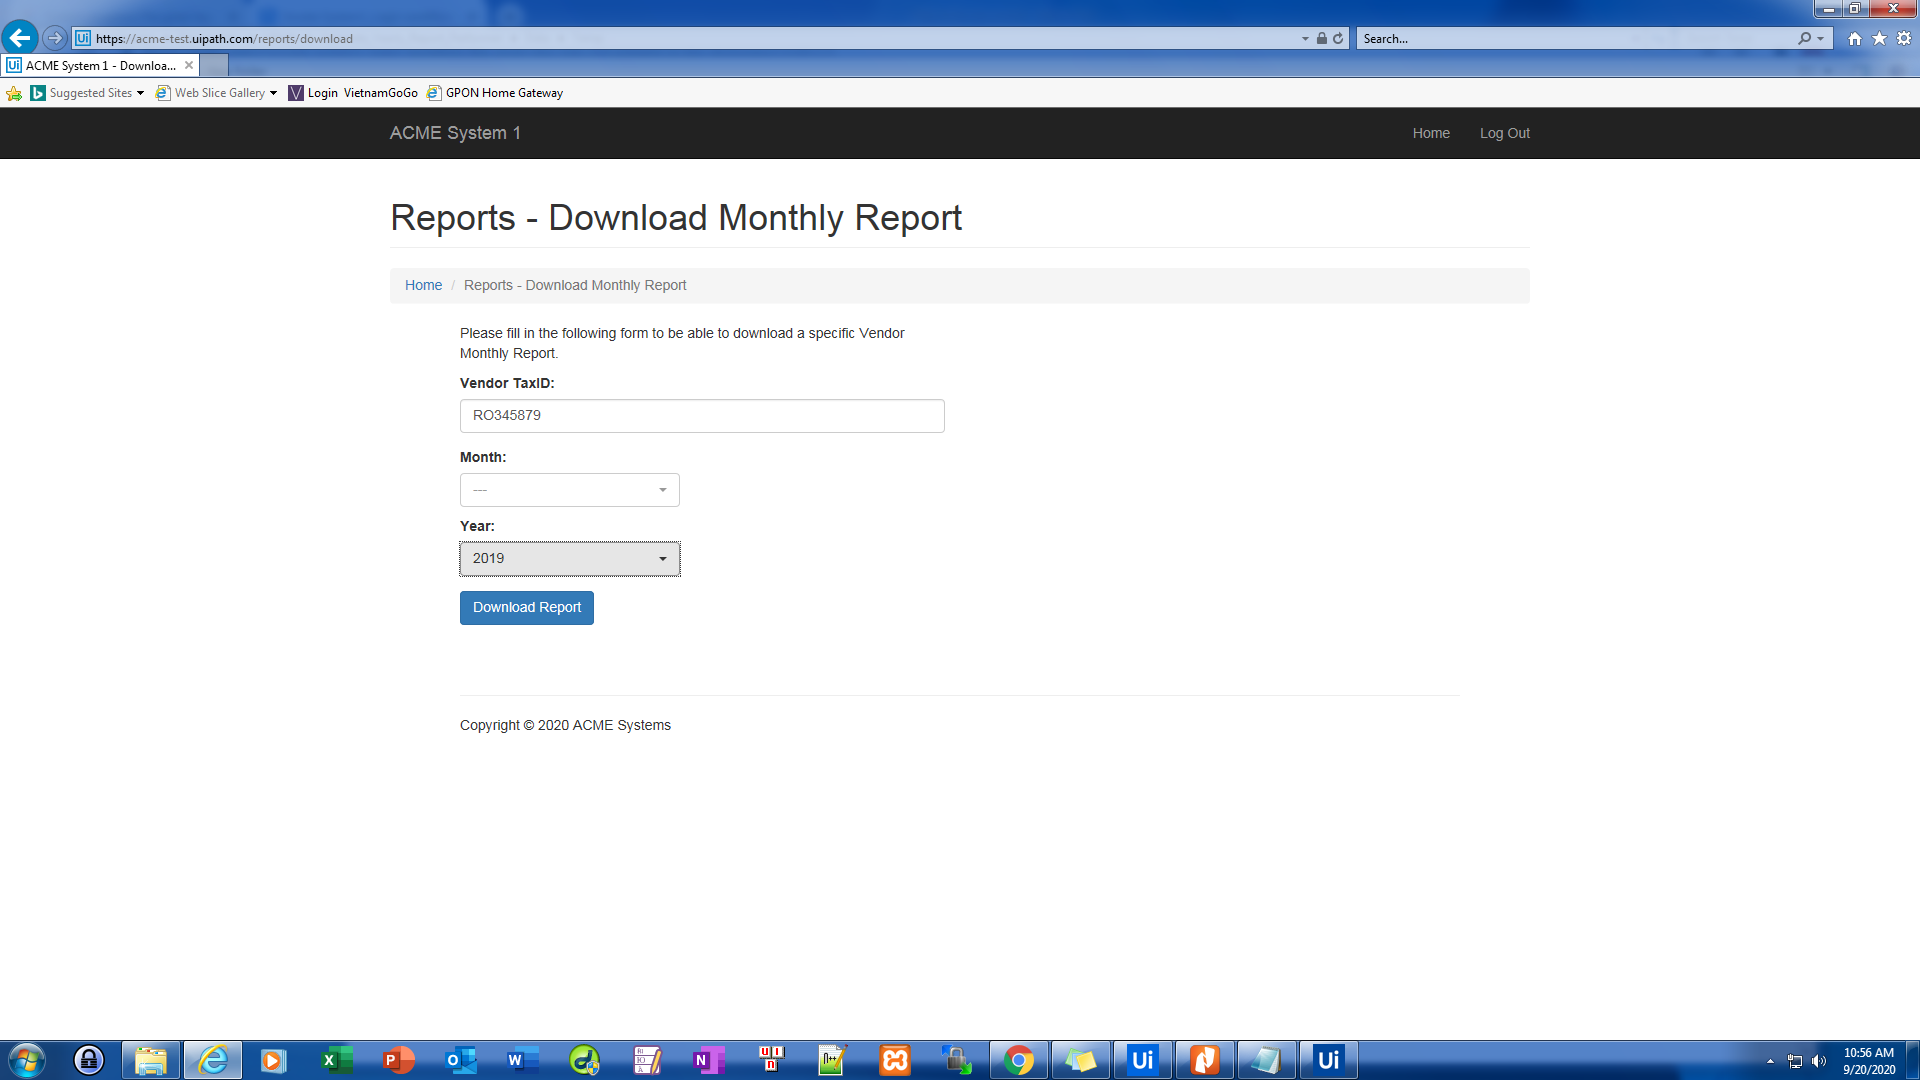 https://acme-test.uipath.com/reports/download
Search...
ACME System 1 - Downloa...
Suggested Sites
Web Slice Gallery
Login VietnamGoGo
GPON Home Gateway
ACME System 1
Home
Log Out
Reports - Download Monthly Report
Home / Reports - Download Monthly Report
Please fill in the following form to be able to download a specific Vendor
Monthly Report.
Vendor TaxID:
RO345879
Month:
---
Year:
2019
Download Report
Copyright © 2020 ACME Systems
10:56 AM
9/20/2020